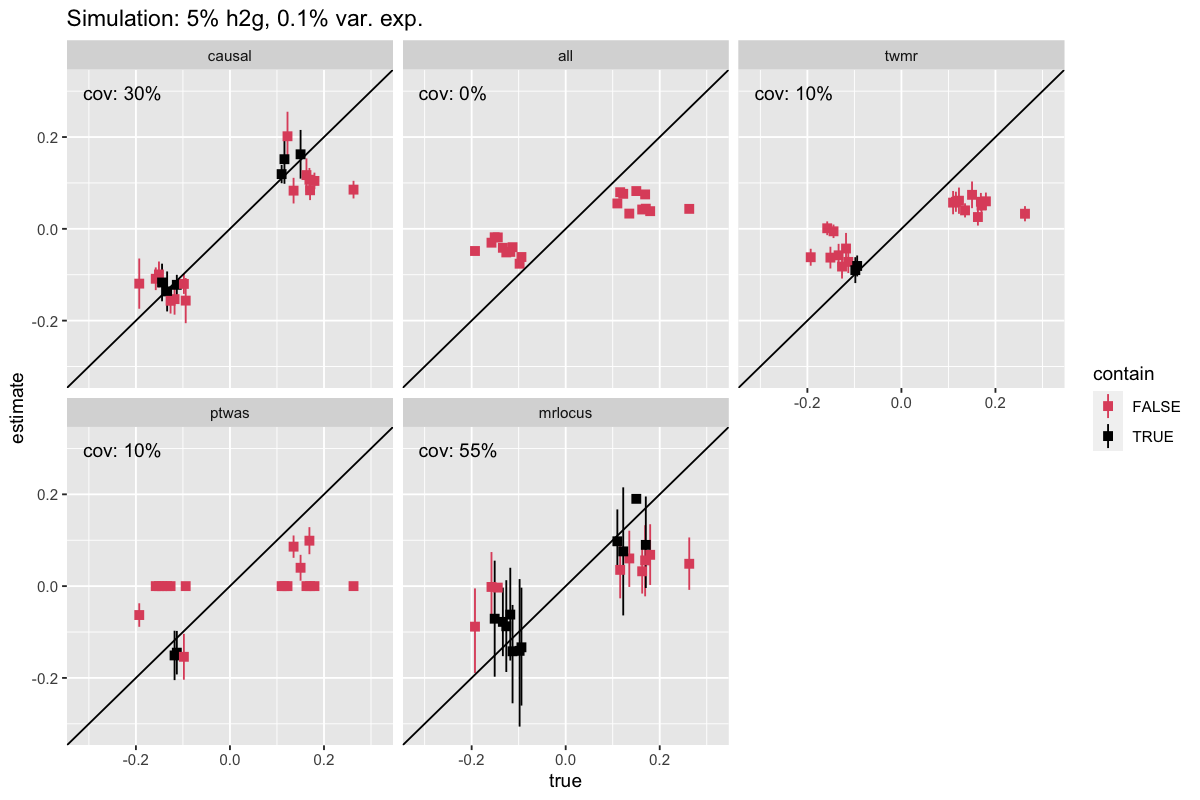 Simulation: 5% h2g, 0.1% var. exp.
causal
all
twmr
cov: 30%
cov: 0%
cov: 10%
0.2
0.0
-0.2
-0.2
0.0
0.2
ptwas
mrlocus
cov: 10%
cov: 55%
0.2
0.0
-0.2
-0.2
0.0
0.2
-0.2
0.0
0.2
true
estimate
contain
FALSE
TRUE